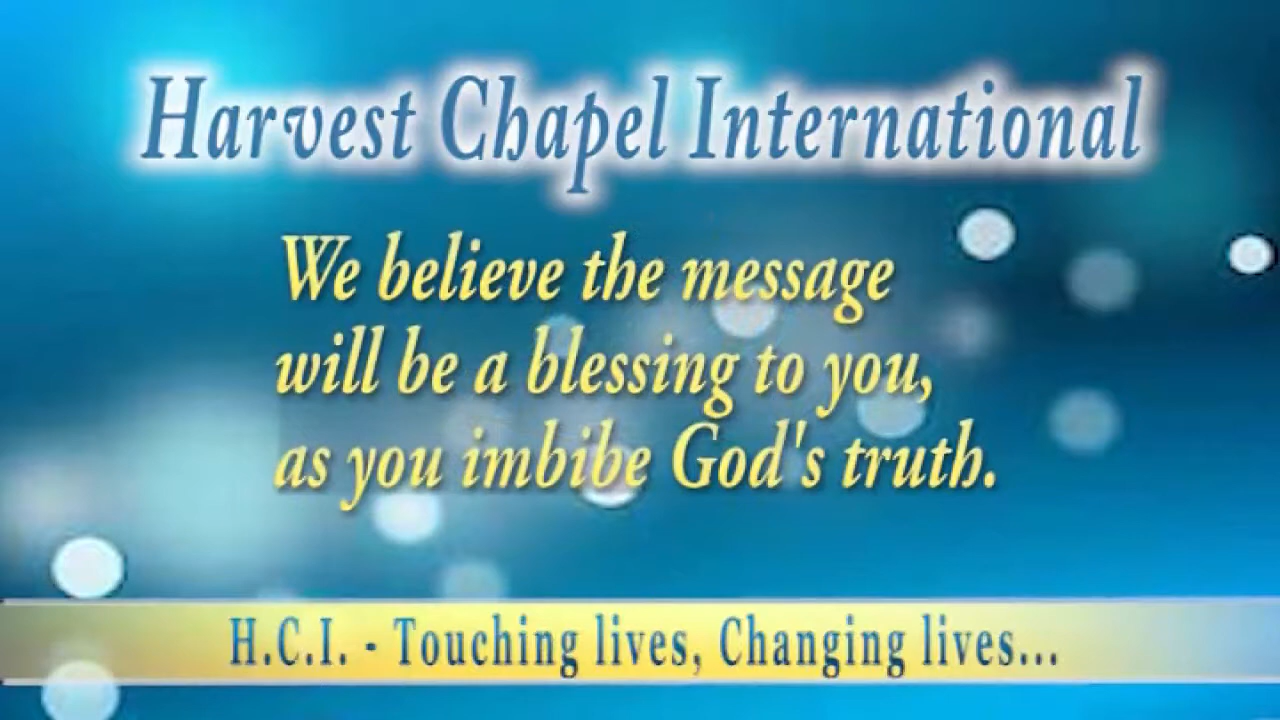 Harvest Chapel International
We believe the message
will be a blessing to you,
as you imbibe God's truth.
H.C.I. - Touching lives, Changing lives...